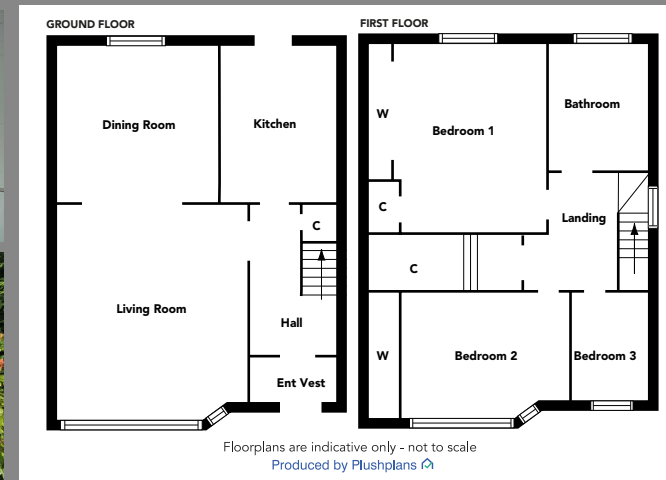 GROUND FLOOR
Dining Room
Kitchen
C
Living Room
Hall
Ent Vest
FIRST FLOOR
W
Bedroom 1
Bathroom
C
Landing
C
W
Bedroom 2
Bedroom 3
Floorplans are indicative only - not to scale
Produced by Plushplans